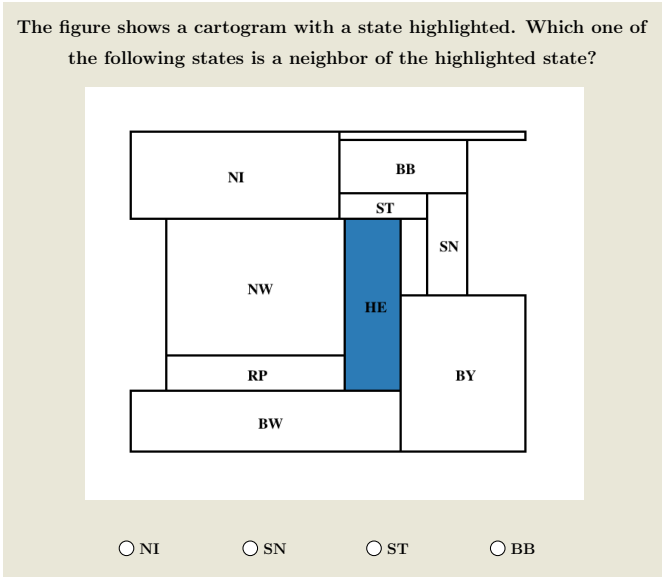 The figure shows a cartogram with a state highlighted. Which one of
the following states is a neighbor of the highlighted state?
BB
NI
ST
SN
NW
HE
RP
BY
BW
NI
SN
ST
BB